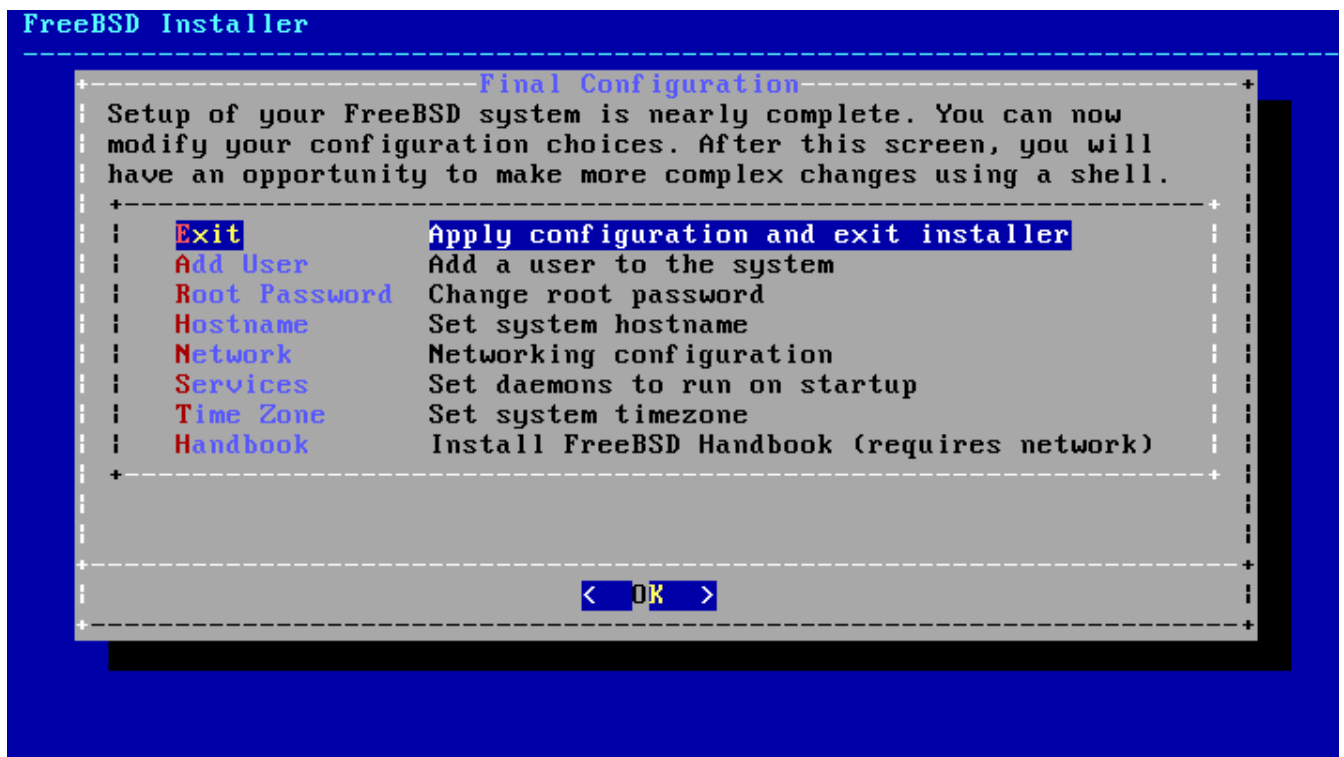 FreeBSD Installer
Final Configuration
Setup of your FreeBSD system is nearly complete. You can now
modify your configuration choices. After this screen, you will
have an opportunity to make more complex changes using a shell.
Exit Apply configuration and exit installer
Add User Add a user to the system
Root Password Change root password
Hostname Set system hostname
Network Networking configuration
Services Set daemons to run on startup
Time Zone Set system timezone
Handbook Install FreeBSD Handbook (requires network)
< OK >